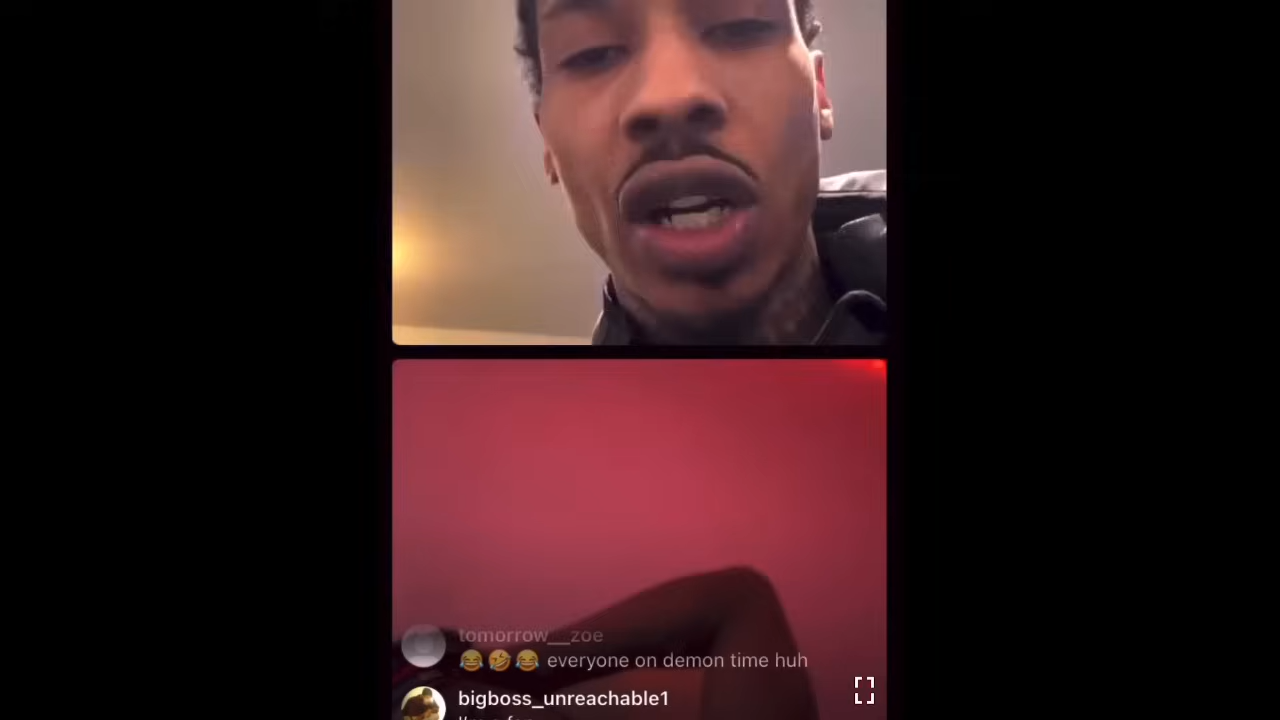 tomorrow__zoe
😂🤣😂 everyone on demon time huh
bigboss_unreachable1